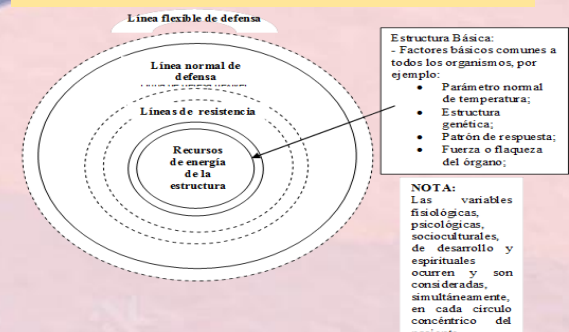 Línea flexible de defensa
Línea normal de
defensa
Líneas de resistencia
Recursos
de energía
de la
estructura
Estructura Básica:
- Factores básicos comunes a
todos los organismos, por
ejemplo:
• Parámetro normal
de temperatura;
• Estructura
genética;
• Patrón de respuesta;
• Fuerza o flaqueza
del órgano;
NOTA:
Las variables
fisiológicas,
psicológicas,
socioculturales,
de desarrollo y
espirituales
ocurren y son
consideradas,
simultáneamente,
en cada circulo
concéntrico del